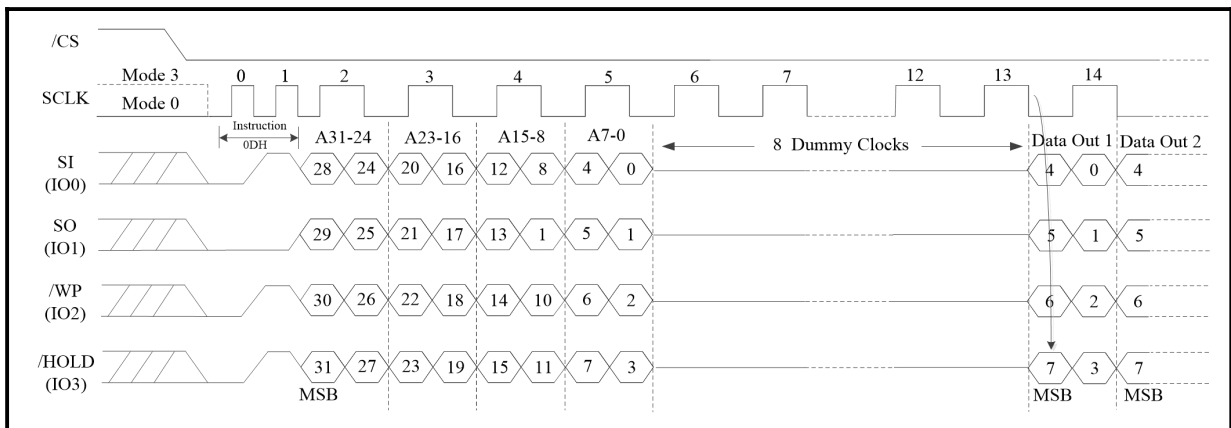 /CS
Mode 3 0 1 2 3 4 5 6 7 12 13 14
SCLK Mode 0
Instruction
0DH A31-24 A23-16 A15-8 A7-0 8 Dummy Clocks Data Out 1 Data Out 2
SI
(IO0) 28 24 20 16 12 8 4 0 4 0 4
SO
(IO1) 29 25 21 17 13 1 5 1 5 1 5
/WP
(IO2) 30 26 22 18 14 10 6 2 6 2 6
/HOLD
(IO3) 31 27 23 19 15 11 7 3 7 3 7
MSB MSB MSB